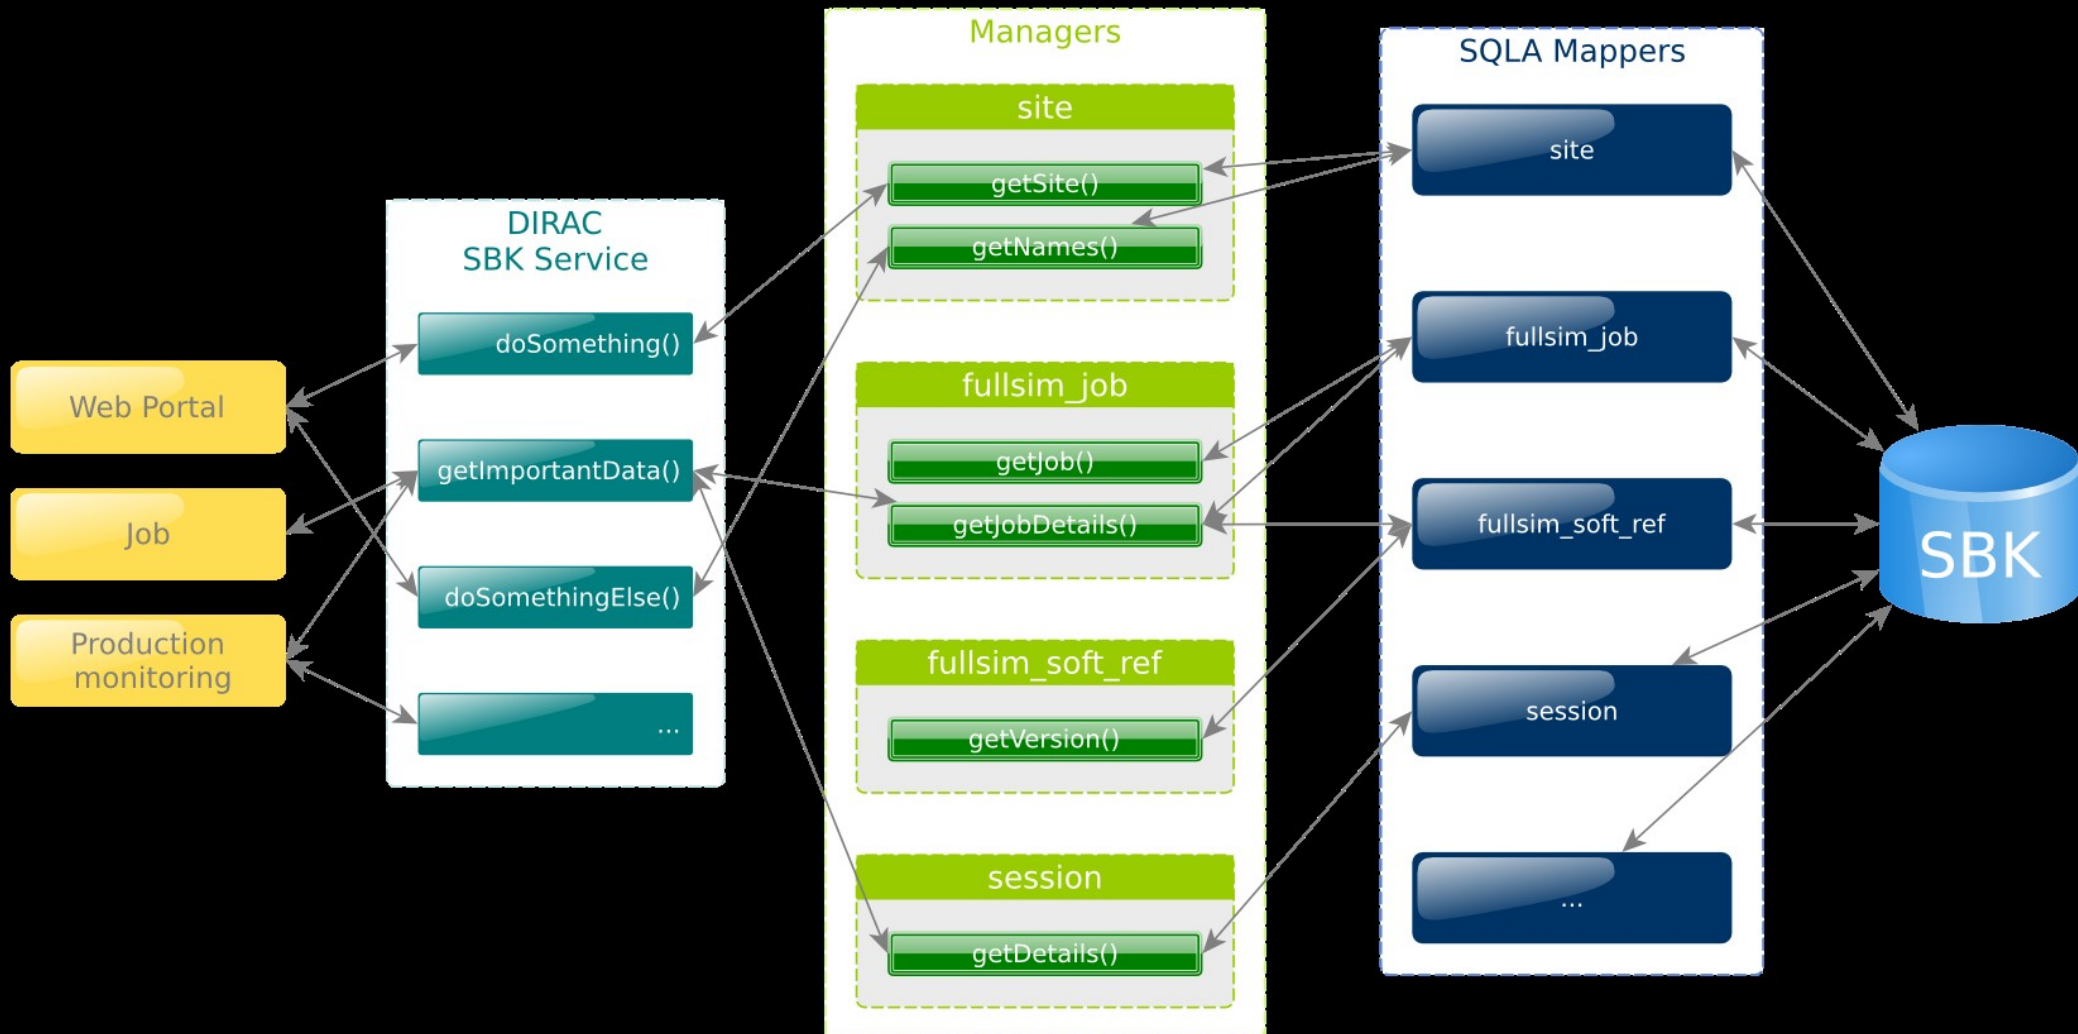 Web Portal
Job
Production
monitoring
DIRAC
SBK Service
doSomething()
getImportantData()
doSomethingElse()
...
Managers
site
getSite()
getNames()
fullsim_job
getJob()
getJobDetails()
fullsim_soft_ref
getVersion()
session
getDetails()
SQLA Mappers
site
fullsim_job
fullsim_soft_ref
session
...
SBK